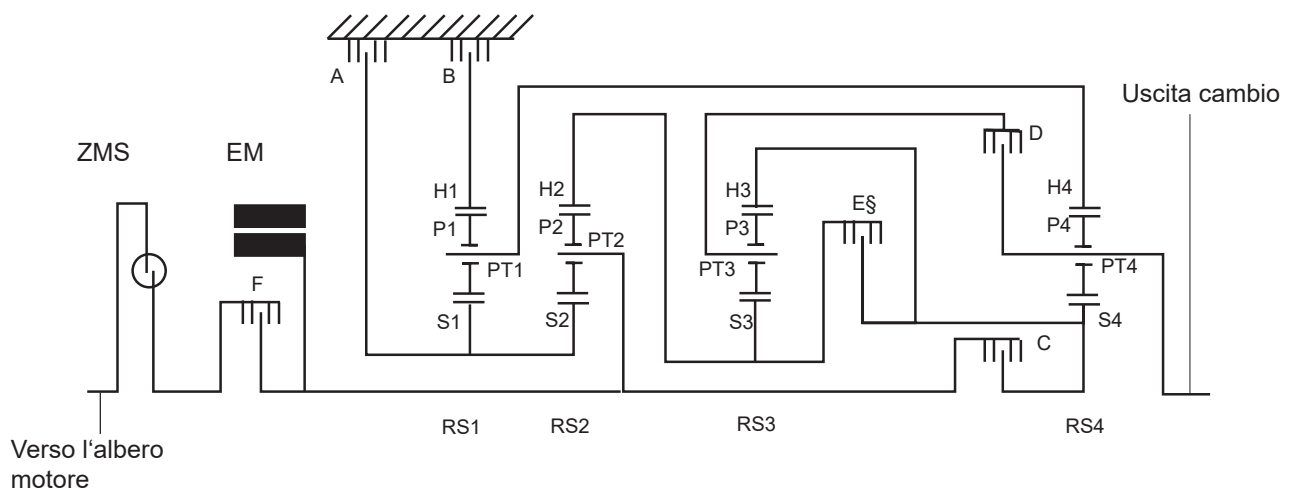 A
B
Uscita cambio
ZMS
EM
D
H1
H2
H3
H4
E§
P1
P2
P3
P4
PT2
PT1
PT3
PT4
F
S1
S2
S3
S4
C
RS1
RS2
RS3
RS4
Verso l‘albero
motore